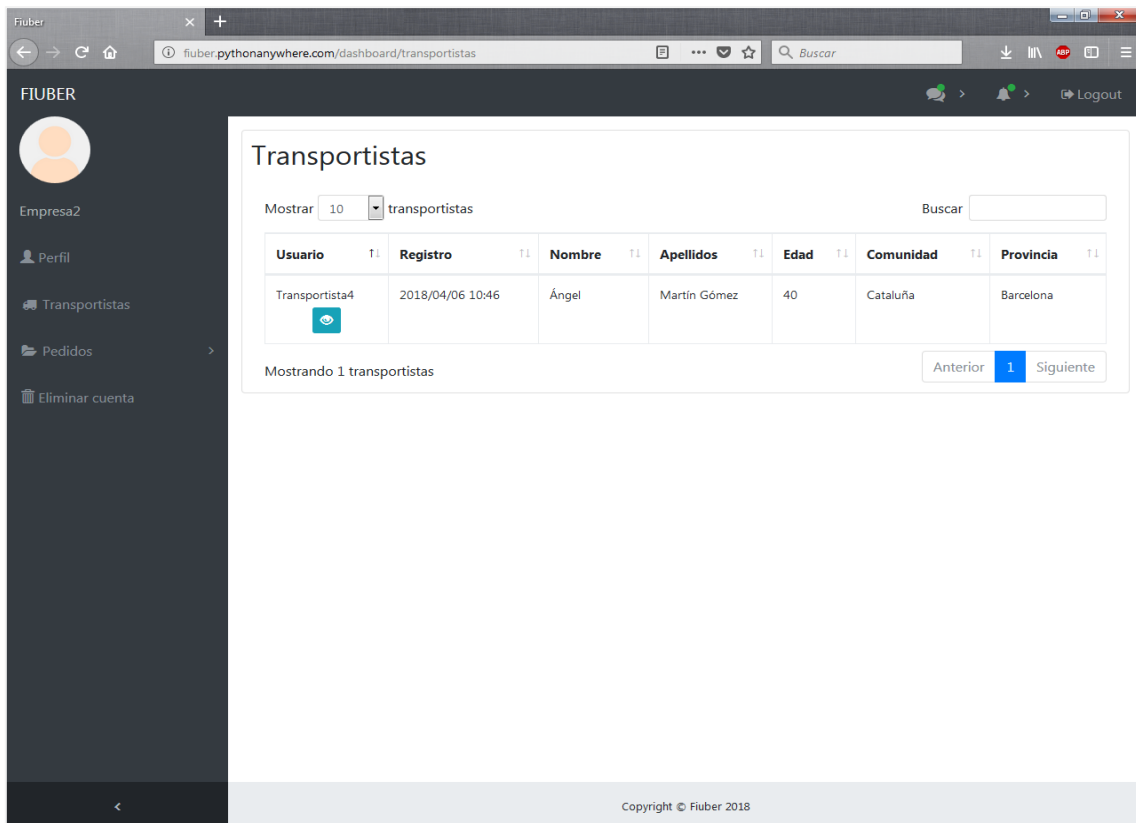 Fiuber
fiuber.pythonanywhere.com/dashboard/transportistas
Buscar
ABP
FIUBER
Logout
Empresa2
Perfil
Transportistas
Pedidos
Eliminar cuenta
Transportistas
Mostrar 10 transportistas
Buscar
Usuario Registro Nombre Apellidos Edad Comunidad Provincia
Transportista4 2018/04/06 10:46 Ángel Martín Gómez 40 Cataluña Barcelona
Mostrando 1 transportistas
Anterior 1 Siguiente
Copyright © Fiuber 2018